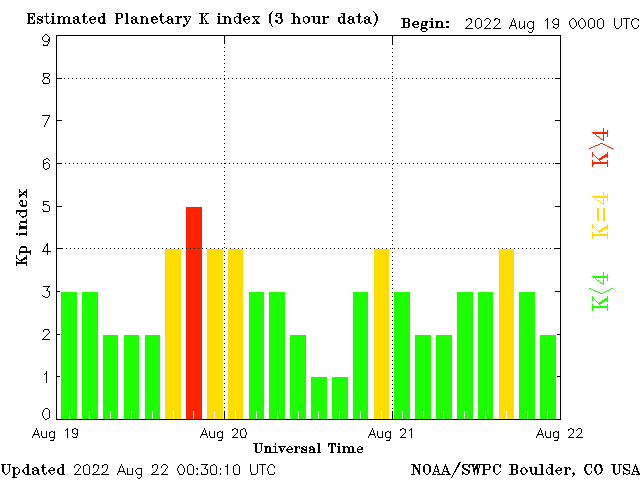 Estimated Planetary K index (3 hour data) Begin: 2022 Aug 19 0000 UTC
9
8
7
6
5
4
3
2
1
0
Kp index
K>4
K=4
K<4
Aug 19 Aug 20 Aug 21 Aug 22
Universal Time
Updated 2022 Aug 22 00:30:10 UTC NOAA/SWPC Boulder, CO USA